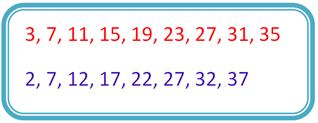 3, 7, 11, 15, 19, 23, 27, 31, 35
2, 7, 12, 17, 22, 27, 32, 37